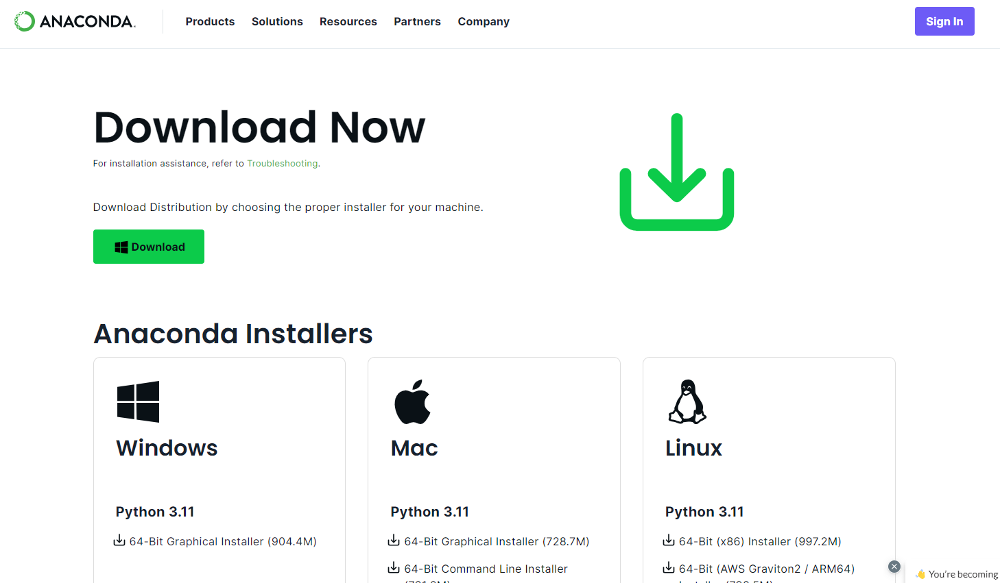 ANACONDA.
Products
Solutions
Resources
Partners
Company
Sign In
Download Now
For installation assistance, refer to Troubleshooting.
Download Distribution by choosing the proper installer for your machine.
Download
Anaconda Installers
Windows
Python 3.11
64-Bit Graphical Installer (904.4M)
Mac
Python 3.11
64-Bit Graphical Installer (728.7M)
64-Bit Command Line Installer
Linux
Python 3.11
64-Bit (x86) Installer (997.2M)
64-Bit (AWS Graviton2 / ARM64)
👋 You're becoming